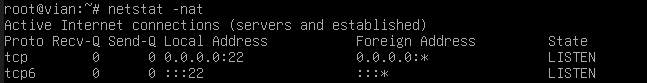 root@vian:~# netstat -nat
Active Internet connections (servers and established)
Proto Recv-Q Send-Q Local Address           Foreign Address         State
tcp        0      0 0.0.0.0:22              0.0.0.0:*               LISTEN
tcp6       0      0 :::22                   :::*                    LISTEN